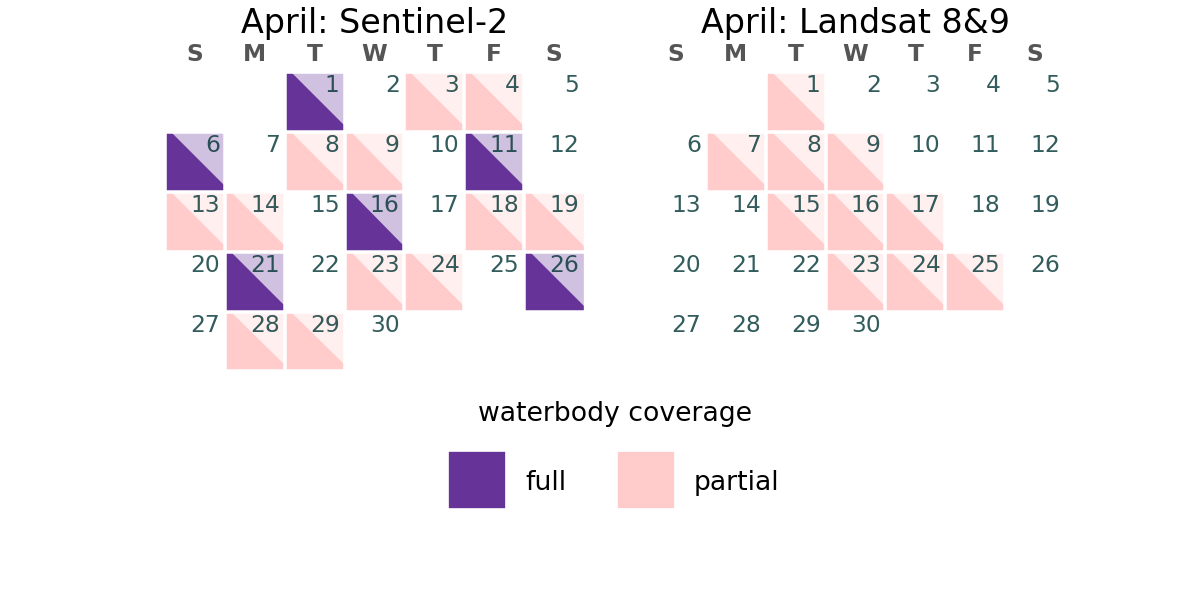 April: Sentinel-2
S M T W T F S
1 2 3 4 5
6 7 8 9 10 11 12
13 14 15 16 17 18 19
20 21 22 23 24 25 26
27 28 29 30
April: Landsat 8&9
S M T W T F S
1 2 3 4 5
6 7 8 9 10 11 12
13 14 15 16 17 18 19
20 21 22 23 24 25 26
27 28 29 30
waterbody coverage
full
partial